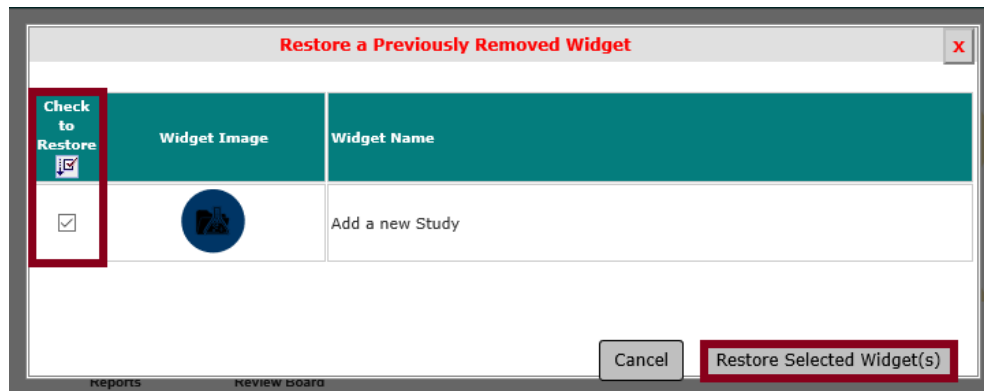 Restore a Previously Removed Widget
X
Check
to
Restore
Widget Image
Widget Name
Add a new Study
Cancel
Restore Selected Widget(s)
Reports
Review Board